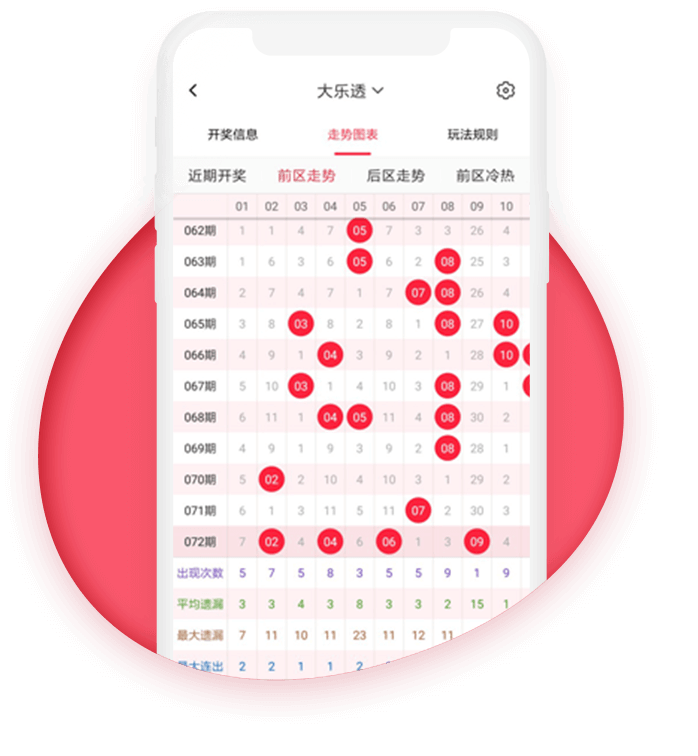 大乐透
开奖信息 走势图表 玩法规则
近期开奖 前区走势 后区走势 前区冷热
01 02 03 04 05 06 07 08 09 10
062期 1 1 4 7 05 7 3 3 26 4
063期 1 6 3 6 05 6 2 08 25 3
064期 2 7 4 7 1 7 07 08 26 4
065期 3 8 03 8 2 8 1 08 27 10
066期 4 9 1 04 3 9 2 1 28 10
067期 5 10 03 1 4 10 3 08 29 1
068期 6 11 1 04 05 11 4 08 30 2
069期 4 9 1 9 3 9 2 08 28 1
070期 5 02 2 10 4 10 3 1 29 2
071期 6 1 3 11 5 11 07 2 30 3
072期 7 02 4 04 6 06 1 3 09 4
出现次数 5 7 5 8 3 5 5 9 1 9
平均遗漏 3 3 4 3 8 3 3 2 15 1
最大遗漏 7 11 10 11 23 11 12 11
最大连出 2 2 1 1 2